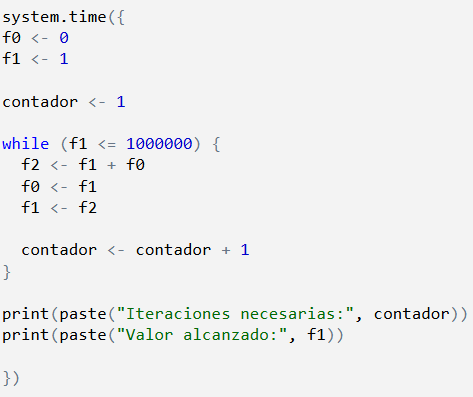 system.time({
f0 <- 0
f1 <- 1
contador <- 1
while (f1 <= 1000000) {
f2 <- f1 + f0
f0 <- f1
f1 <- f2
contador <- contador + 1
}
print(paste("Iteraciones necesarias:", contador))
print(paste("Valor alcanzado:", f1))
})